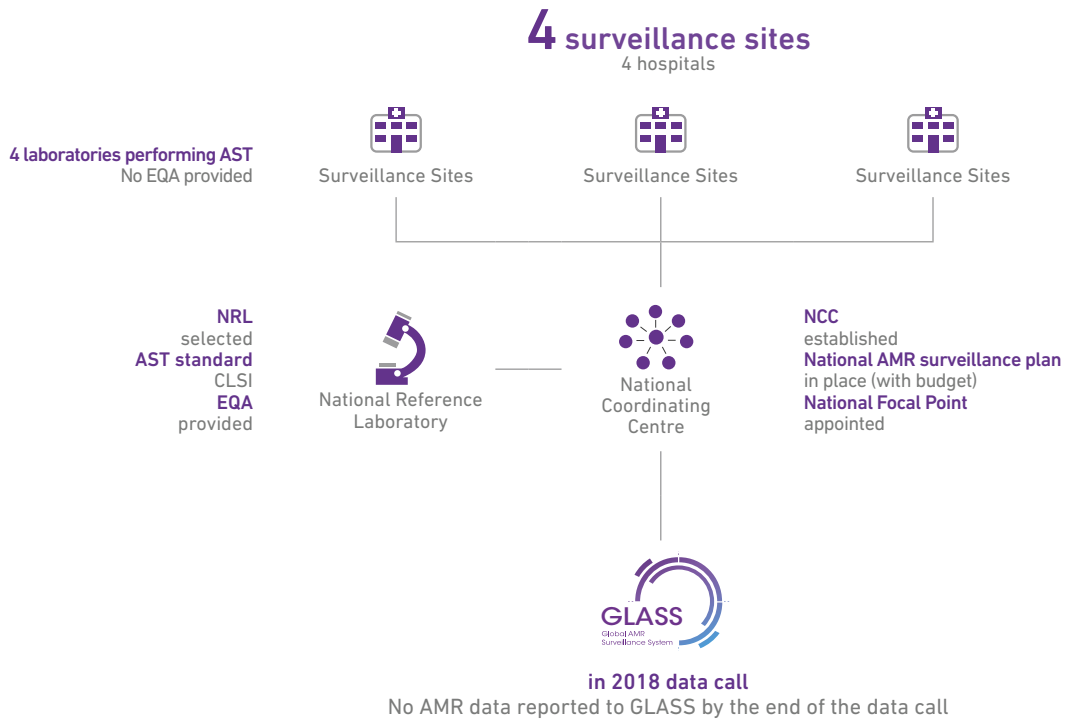 4 surveillance sites
4 hospitals
4 laboratories performing AST
No EQA provided
Surveillance Sites
Surveillance Sites
Surveillance Sites
NRL
selected
AST standard
CLSI
EQA
provided
National Reference
Laboratory
National
Coordinating
Centre
NCC
established
National AMR surveillance plan
in place (with budget)
National Focal Point
appointed
GLASS
Global AMR
Surveillance System
in 2018 data call
No AMR data reported to GLASS by the end of the data call